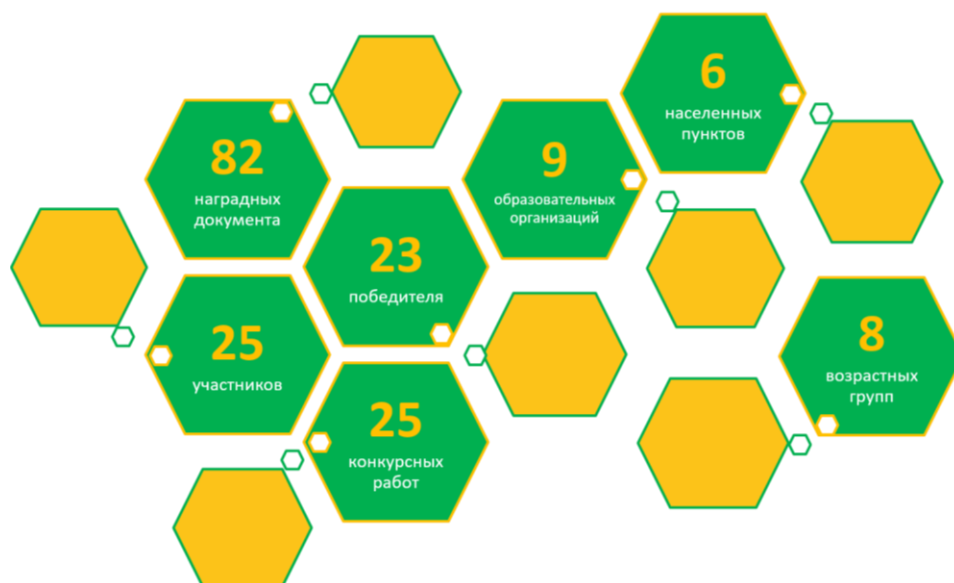 6
населенных
пунктов
82
наградных
документа
9
образовательных
организаций
23
победителя
25
участников
8
возрастных
групп
25
конкурсных
работ